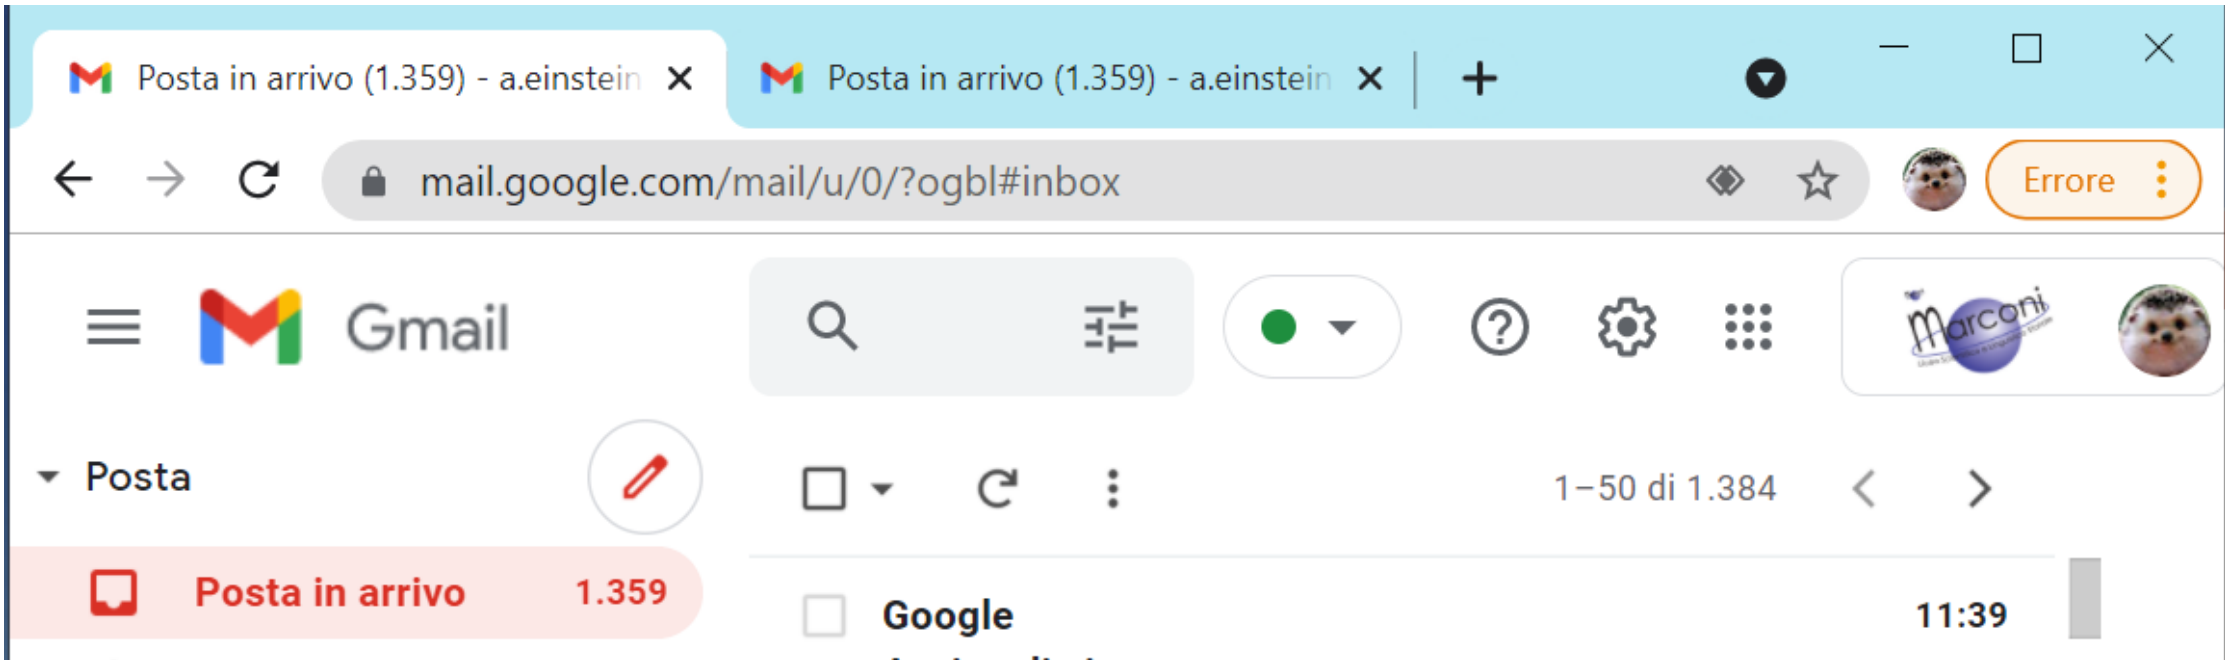 Posta in arrivo (1.359) - a.einstein
Posta in arrivo (1.359) - a.einstein
mail.google.com/mail/u/0/?ogbl#inbox
Errore
Gmail
Marconi
Posta
1–50 di 1.384
Posta in arrivo 1.359
Google 11:39